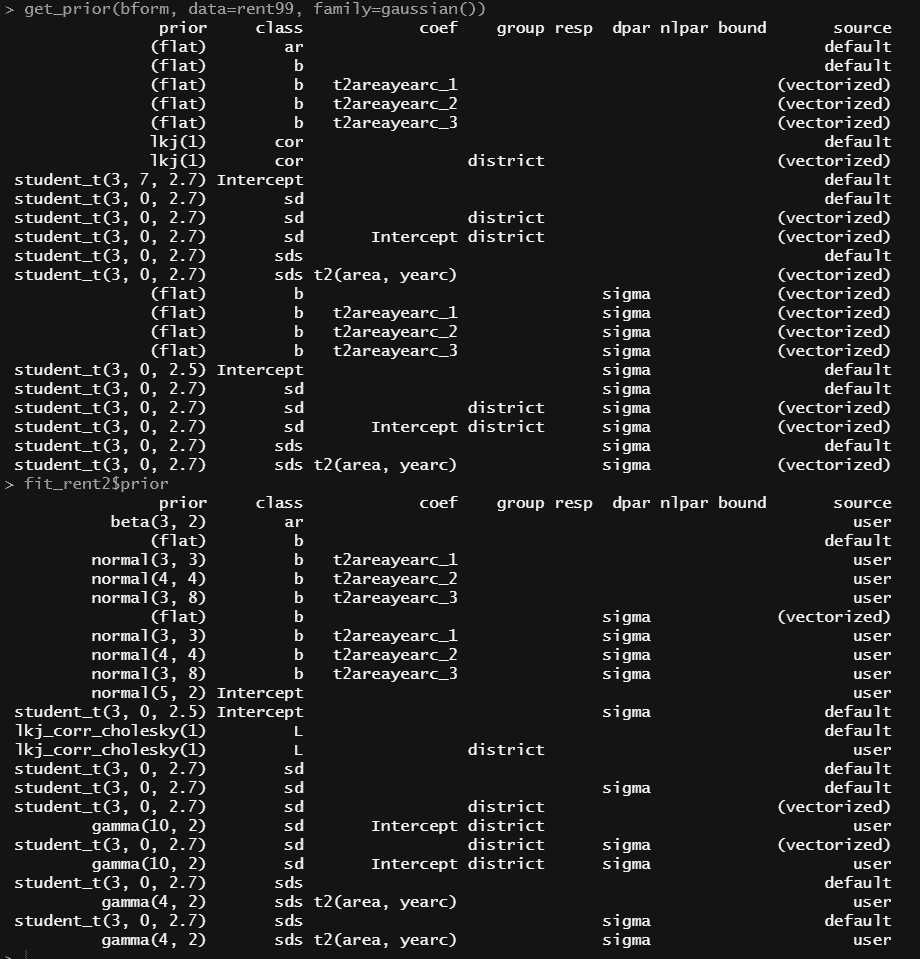 > get_prior(bform, data=rent99, family=gaussian())
prior class coef group resp dpar nlpar bound source
(flat) ar default
(flat) b default
(flat) b t2areayearc_1 (vectorized)
(flat) b t2areayearc_2 (vectorized)
(flat) b t2areayearc_3 (vectorized)
lkj(1) cor default
lkj(1) cor district (vectorized)
student_t(3, 7, 2.7) Intercept default
student_t(3, 0, 2.7) sd default
student_t(3, 0, 2.7) sd district (vectorized)
student_t(3, 0, 2.7) sd Intercept district (vectorized)
student_t(3, 0, 2.7) sds default
student_t(3, 0, 2.7) sds t2(area, yearc) (vectorized)
(flat) b sigma (vectorized)
(flat) b t2areayearc_1 sigma (vectorized)
(flat) b t2areayearc_2 sigma (vectorized)
(flat) b t2areayearc_3 sigma (vectorized)
student_t(3, 0, 2.5) Intercept sigma default
student_t(3, 0, 2.7) sd sigma default
student_t(3, 0, 2.7) sd district sigma (vectorized)
student_t(3, 0, 2.7) sd Intercept district sigma (vectorized)
student_t(3, 0, 2.7) sds sigma default
student_t(3, 0, 2.7) sds t2(area, yearc) sigma (vectorized)
> fit_rent2$prior
prior class coef group resp dpar nlpar bound source
beta(3, 2) ar user
(flat) b default
normal(3, 3) b t2areayearc_1 user
normal(4, 4) b t2areayearc_2 user
normal(3, 8) b t2areayearc_3 user
(flat) b sigma (vectorized)
normal(3, 3) b t2areayearc_1 sigma user
normal(4, 4) b t2areayearc_2 sigma user
normal(3, 8) b t2areayearc_3 sigma user
normal(5, 2) Intercept user
student_t(3, 0, 2.5) Intercept sigma default
lkj_corr_cholesky(1) L default
lkj_corr_cholesky(1) L district user
student_t(3, 0, 2.7) sd default
student_t(3, 0, 2.7) sd sigma default
student_t(3, 0, 2.7) sd district (vectorized)
gamma(10, 2) sd Intercept district user
student_t(3, 0, 2.7) sd district sigma (vectorized)
gamma(10, 2) sd Intercept district sigma user
student_t(3, 0, 2.7) sds default
gamma(4, 2) sds t2(area, yearc) user
student_t(3, 0, 2.7) sds sigma default
gamma(4, 2) sds t2(area, yearc) sigma user
>